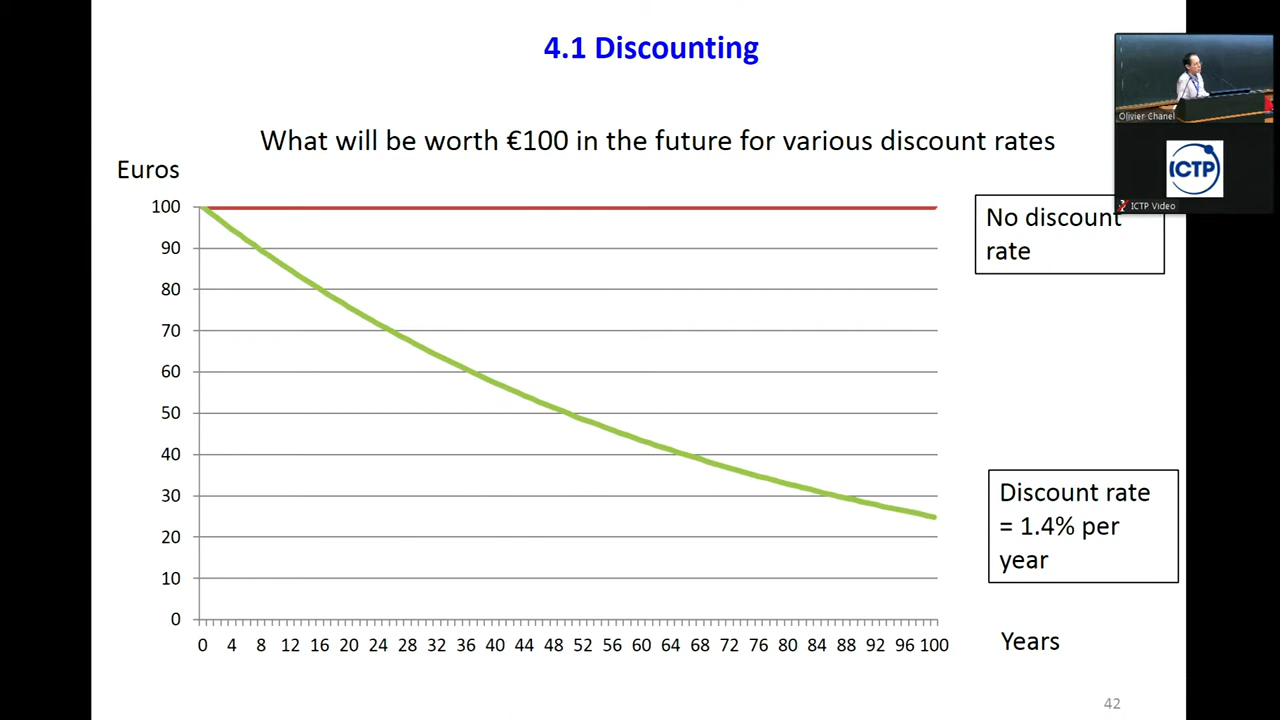 4.1 Discounting
What will be worth €100 in the future for various discount rates
Euros
100
90
80
70
60
50
40
30
20
10
0
0 4 8 12 16 20 24 28 32 36 40 44 48 52 56 60 64 68 72 76 80 84 88 92 96 100
Years
No discount
rate
Discount rate
= 1.4% per
year
Olivier Chanel
ICTP
ICTP Video
42